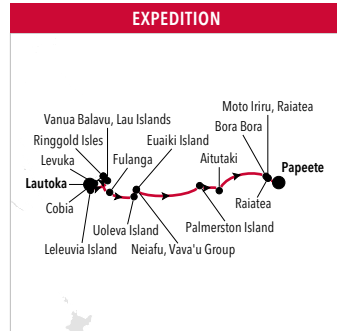 EXPEDITION
Moto Iriru, Raiatea
Vanua Balavu, Lau Islands
Bora Bora
Ringgold Isles
Euaiki Island
Levuka
Fulanga
Aitutaki
Papeete
Lautoka
Cobia
Raiatea
Uoleva Island
Palmerston Island
Leleuvia Island
Neiafu, Vava'u Group